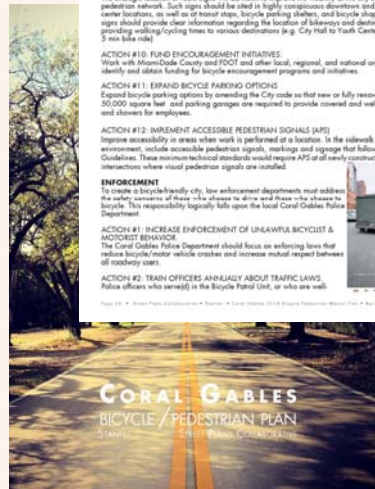 pedestrian network. Such signs should be sited in highly conspicuous downtown and
center locations, as well as at transit stops, bicycle parking shelters, and bicycle shop
signs should provide clear information regarding the location of bikeways and destin
providing walking/cycling times to various destinations (e.g. City Hall to Youth Cente
5 min bike ride)
ACTION #10: FUND ENCOURAGEMENT INITIATIVES.
Work with Miami-Dade County and FDOT and other local, regional, and national or
identify and obtain funding for bicycle encouragement programs and initiatives.
ACTION #11: EXPAND BICYCLE PARKING OPTIONS
Expand bicycle parking options by amending the City code so that new or fully renov
50,000 square feet and parking garages are required to provide covered and wel
and showers for employees.
ACTION #12: IMPLEMENT ACCESSIBLE PEDESTRIAN SIGNALS (APS)
Improve accessibility in areas when work is performed at a location. In the sidewalk
environment, include accessible pedestrian signals, markings and signage that follow
Guidelines. These minimum technical standards would require APS at all newly construct
intersections where visual pedestrian signals are installed.
ENFORCEMENT
To create a bicycle-friendly city, law enforcement departments must address
the safety concerns of those who choose to drive and those who choose to
bicycle. This responsibility logically falls upon the local Coral Gables Police
Department.
ACTION #1: INCREASE ENFORCEMENT OF UNLAWFUL BICYCLIST &
MOTORIST BEHAVIOR.
The Coral Gables Police Department should focus on enforcing laws that
reduce bicycle/motor vehicle crashes and increase mutual respect between
all roadway users.
ACTION #2: TRAIN OFFICERS ANNUALLY ABOUT TRAFFIC LAWS.
Police officers who serve(d) in the Bicycle Patrol Unit, or who are well-
CORAL GABLES
BICYCLE/PEDESTRIAN PLAN
STANTEC STREET PLANS COLLABORATIVE